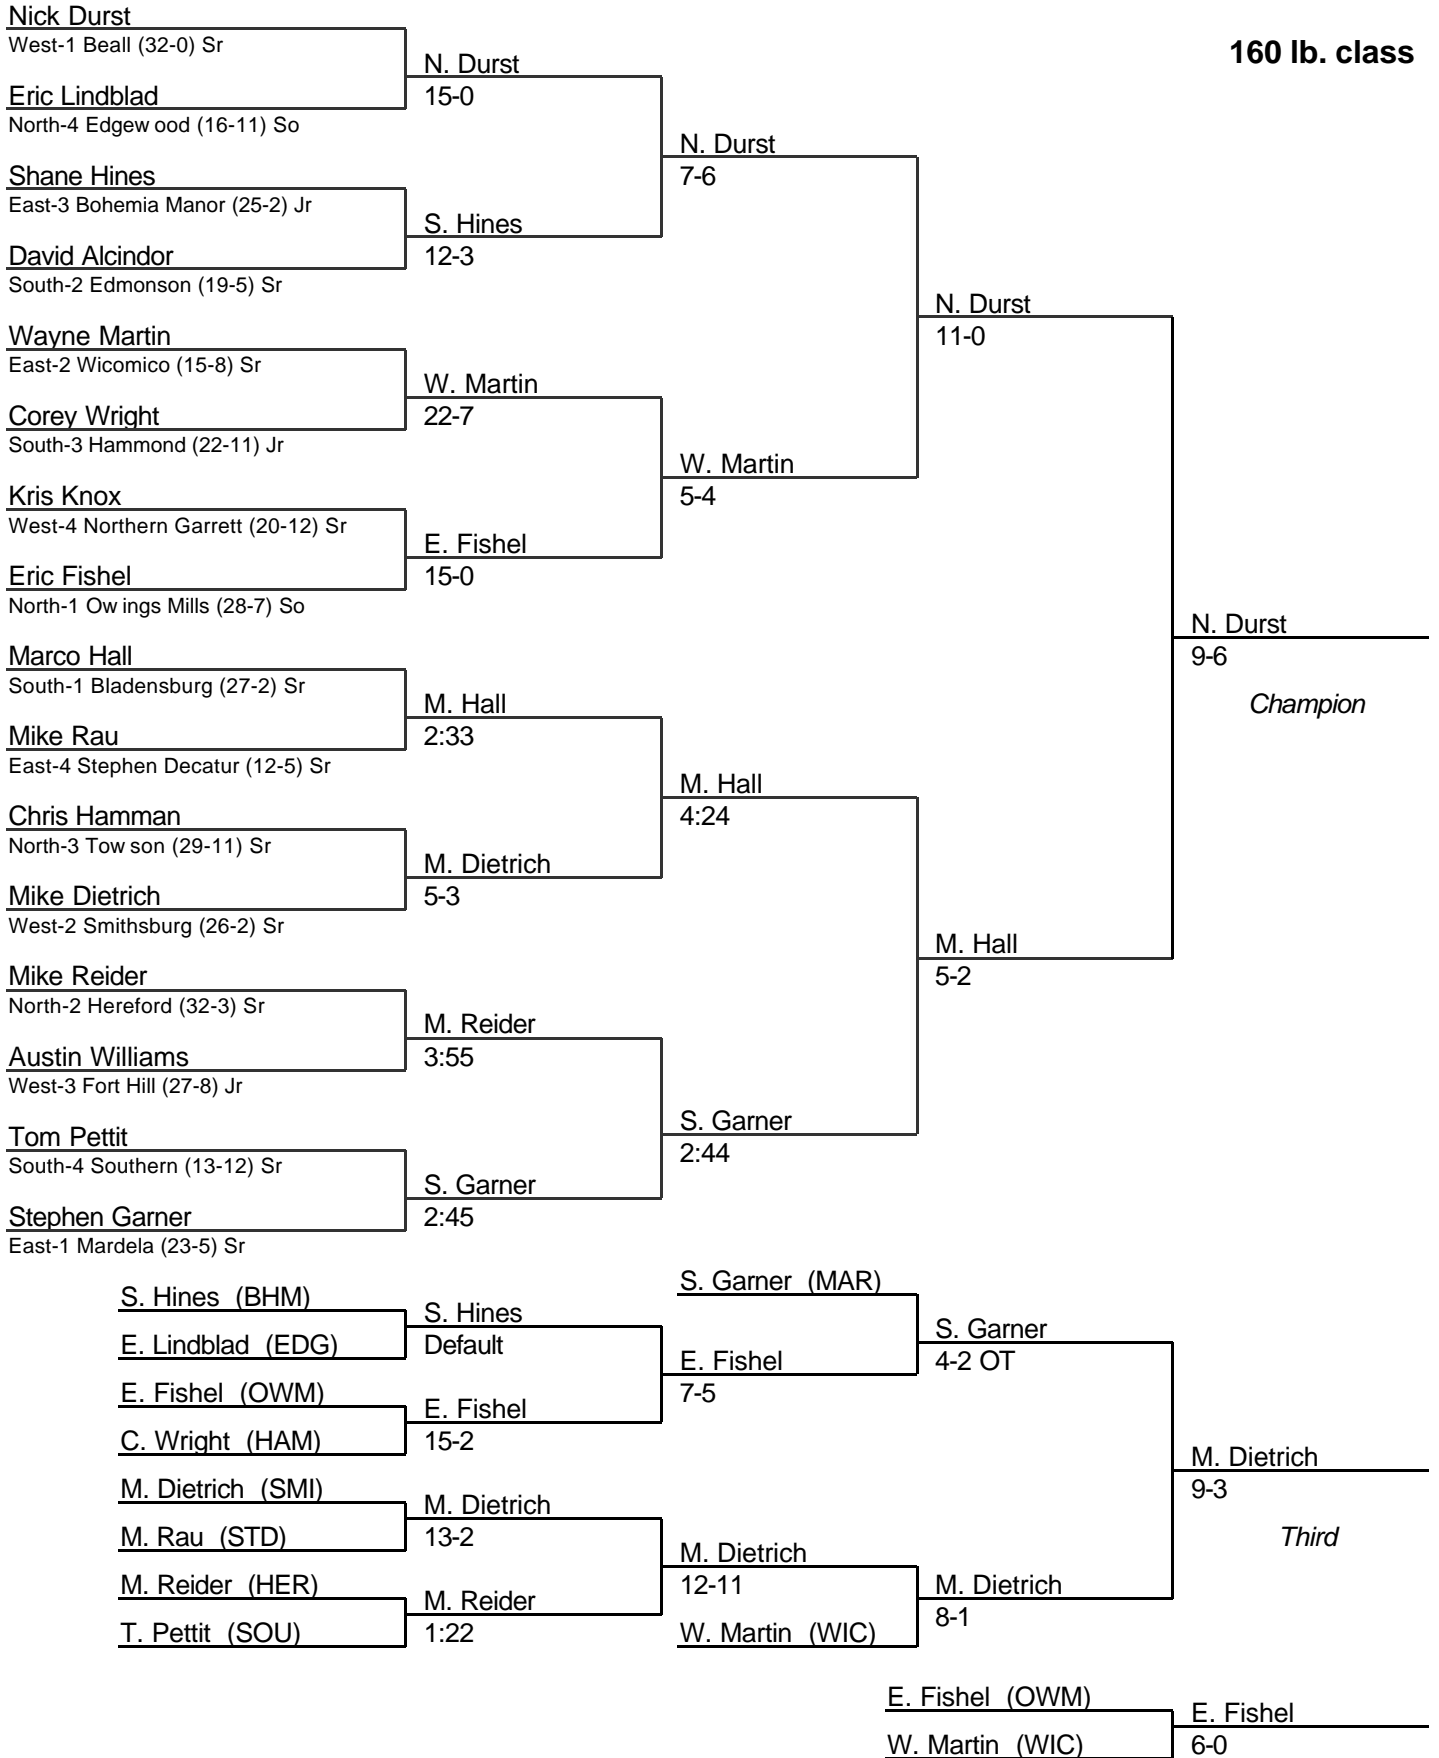 Nick Durst
West-1 Beall (32-0) Sr
160 lb. class
N. Durst
15-0
Eric Lindblad
North-4 Edgew ood (16-11) So
N. Durst
7-6
Shane Hines
East-3 Bohemia Manor (25-2) Jr
S. Hines
12-3
David Alcindor
South-2 Edmonson (19-5) Sr
N. Durst
11-0
Wayne Martin
East-2 Wicomico (15-8) Sr
W. Martin
22-7
Corey Wright
South-3 Hammond (22-11) Jr
W. Martin
5-4
Kris Knox
West-4 Northern Garrett (20-12) Sr
E. Fishel
15-0
Eric Fishel
North-1 Ow ings Mills (28-7) So
N. Durst
9-6
Champion
Marco Hall
South-1 Bladensburg (27-2) Sr
M. Hall
2:33
Mike Rau
East-4 Stephen Decatur (12-5) Sr
M. Hall
4:24
Chris Hamman
North-3 Tow son (29-11) Sr
M. Dietrich
5-3
Mike Dietrich
West-2 Smithsburg (26-2) Sr
M. Hall
5-2
Mike Reider
North-2 Hereford (32-3) Sr
M. Reider
3:55
Austin Williams
West-3 Fort Hill (27-8) Jr
S. Garner
2:44
Tom Pettit
South-4 Southern (13-12) Sr
S. Garner
2:45
Stephen Garner
East-1 Mardela (23-5) Sr
S. Hines (BHM)
S. Hines
Default
E. Lindblad (EDG)
S. Garner (MAR)
S. Garner
4-2 OT
E. Fishel
7-5
E. Fishel (OWM)
E. Fishel
15-2
C. Wright (HAM)
M. Dietrich
9-3
Third
M. Dietrich (SMI)
M. Dietrich
13-2
M. Rau (STD)
M. Dietrich
12-11
M. Dietrich
8-1
M. Reider (HER)
M. Reider
1:22
T. Pettit (SOU)
W. Martin (WIC)
E. Fishel (OWM)
E. Fishel
6-0
W. Martin (WIC)